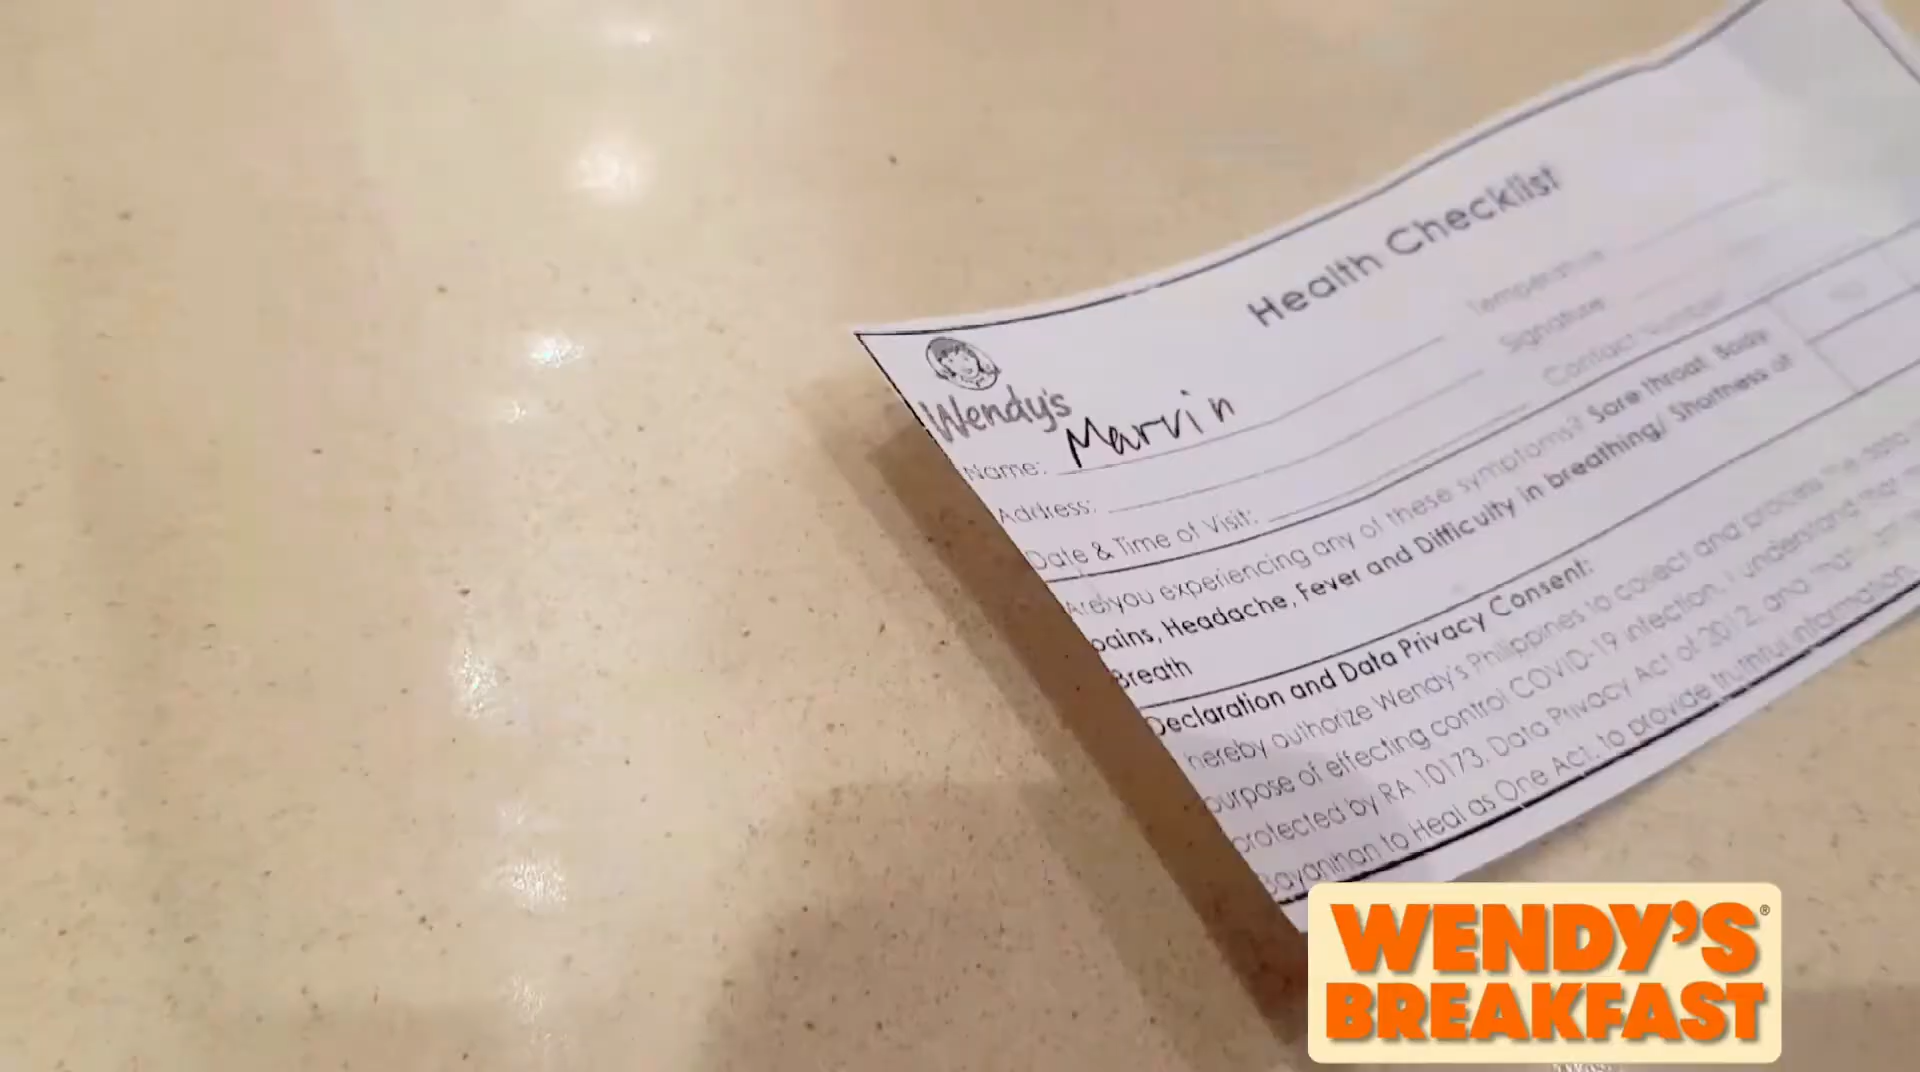 Health Checklist
Wendy's
Name: Marvin
Temperature:
Address:
Signature:
Date & Time of Visit:
Contact Number:
Are you experiencing any of these symptoms? Sore throat, Body
pains, Headache, Fever and Difficulty in breathing/ Shortness of
Breath
Declaration and Data Privacy Consent:
hereby authorize Wendy's Philippines to collect and process the data
purpose of effecting control COVID-19 infection. I understand that
protected by RA 10173, Data Privacy Act of 2012, and that
Bayanihan to Heal as One Act, to provide truthful information.
WENDY'S®
BREAKFAST